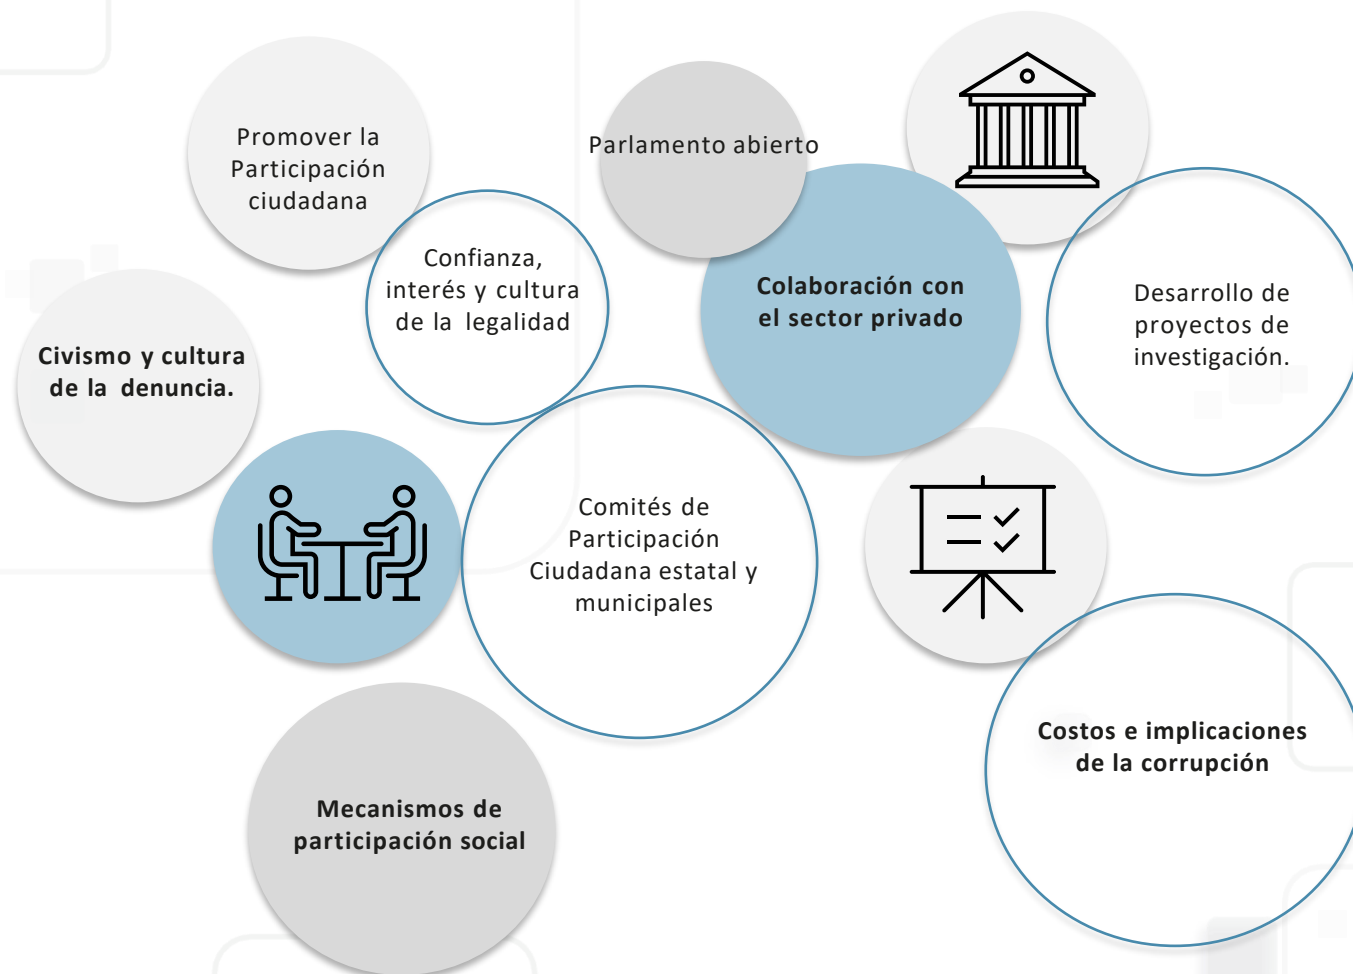 Promover la
Participación
ciudadana
Parlamento abierto
Confianza,
interés y cultura
de la legalidad
Colaboración con
el sector privado
Desarrollo de
proyectos de
investigación.
Civismo y cultura
de la denuncia.
Comités de
Participación
Ciudadana estatal y
municipales
Costos e implicaciones
de la corrupción
Mecanismos de
participación social